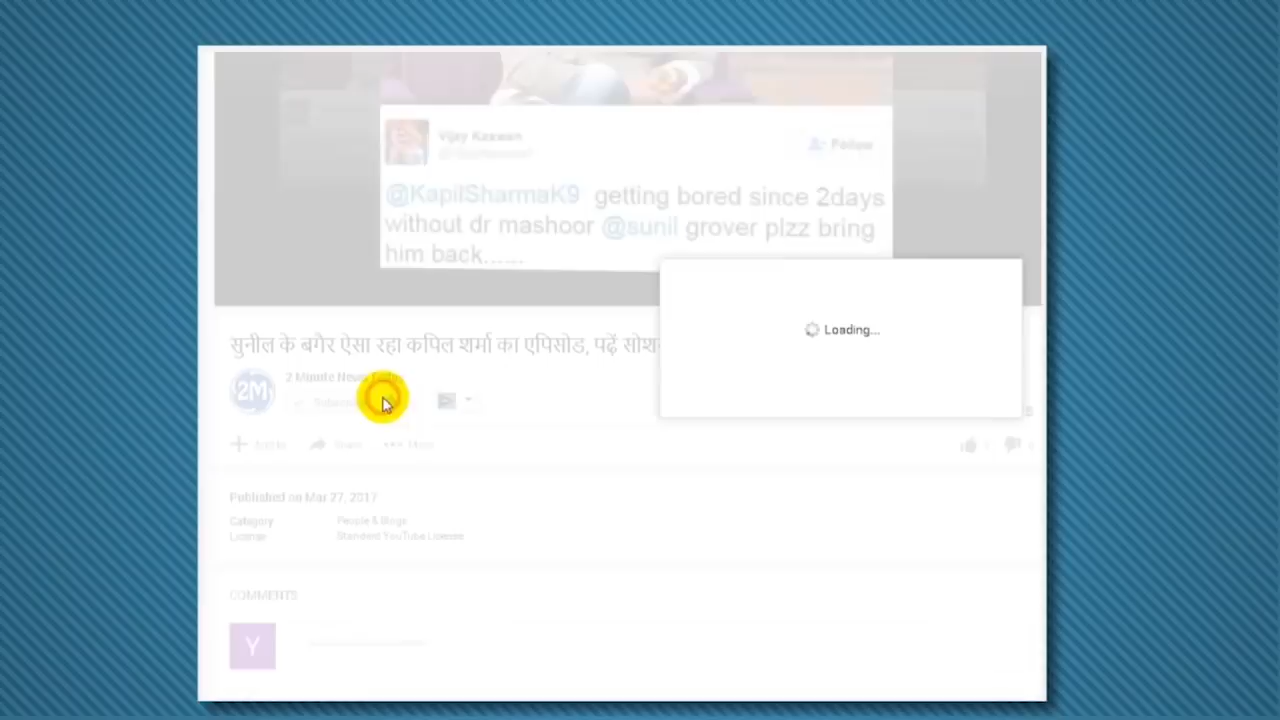 Vijay
Follow
@KapilSharmaK9 getting bored since 2days
without dr mashoor @sunil grover plzz bring
him back......
Loading...
सुनील के बगैर ऐसा रहा कपिल शर्मा का एपिसोड, पढ़ें सोश
2M
2 Minute News
Share
More
Published on Mar 27, 2017
Category People & Blogs
License Standard YouTube License
COMMENTS
Y